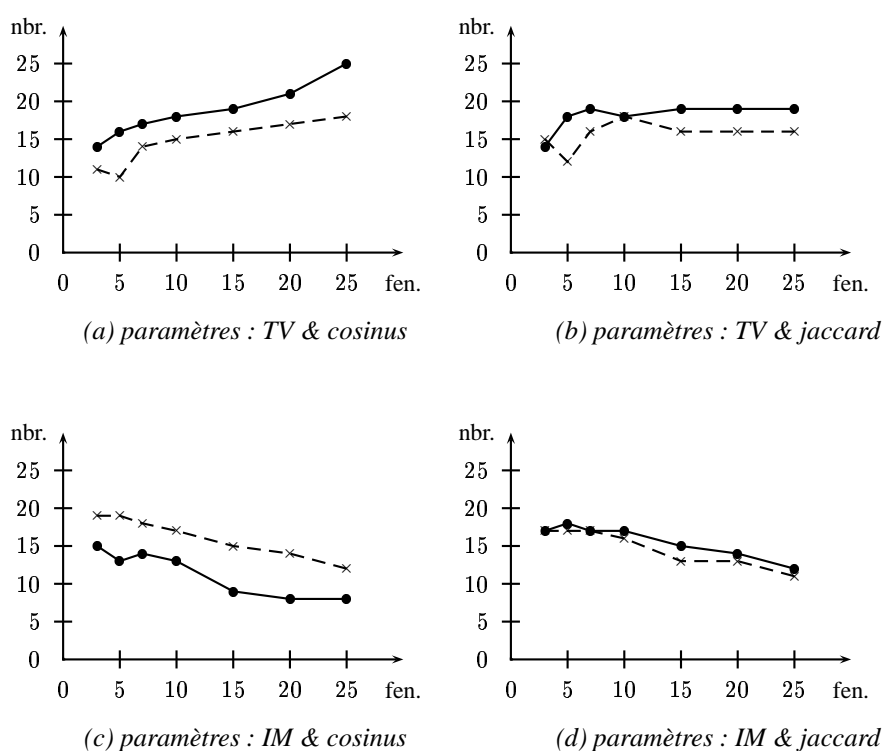 nbr.
25
20
15
10
5
0
0 5 10 15 20 25 fen.
(a) paramètres : TV & cosinus
nbr.
25
20
15
10
5
0
0 5 10 15 20 25 fen.
(b) paramètres : TV & jaccard
nbr.
25
20
15
10
5
0
0 5 10 15 20 25 fen.
(c) paramètres : IM & cosinus
nbr.
25
20
15
10
5
0
0 5 10 15 20 25 fen.
(d) paramètres : IM & jaccard